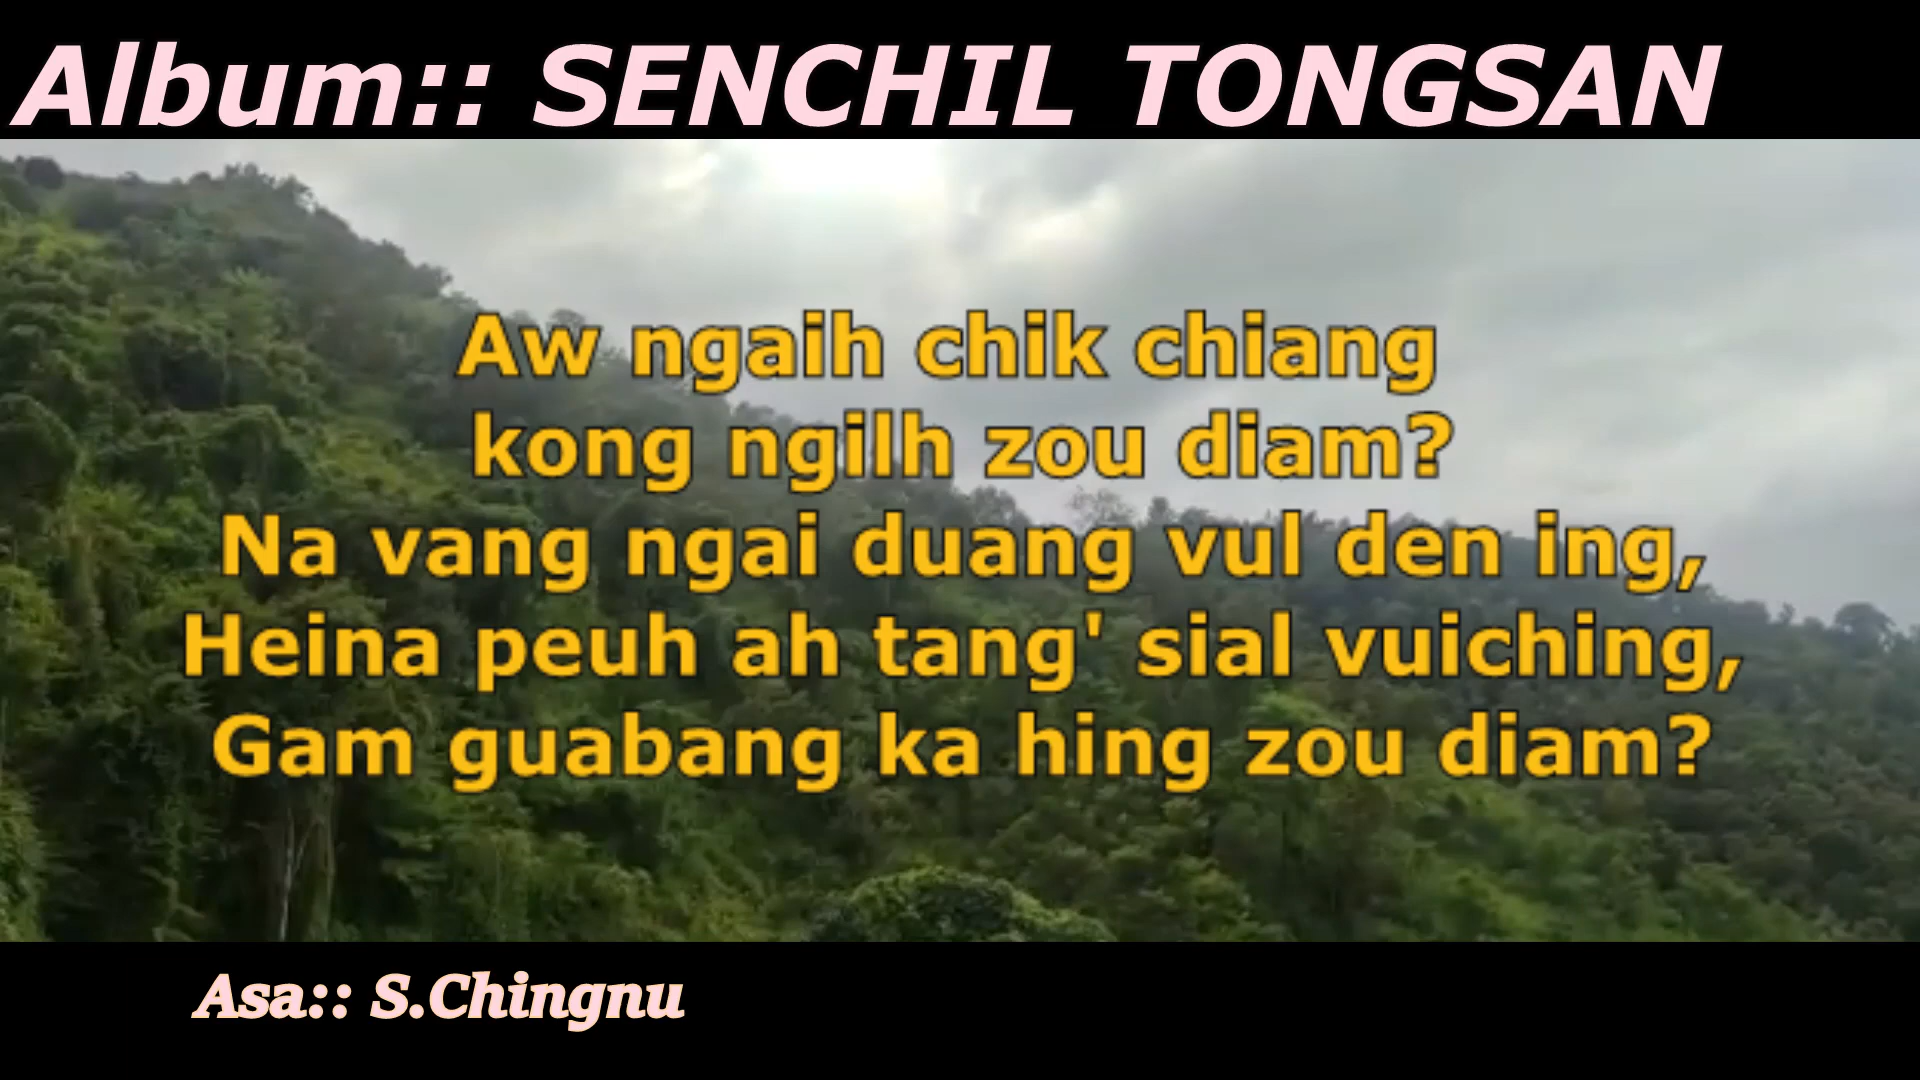 Album:: SENCHIL TONGSAN
Aw ngaih chik chiang
kong ngilh zou diam?
Na vang ngai duang vul den ing,
Heina peuh ah tang' sial vuiching,
Gam guabang ka hing zou diam?
Asa:: S.Chingnu